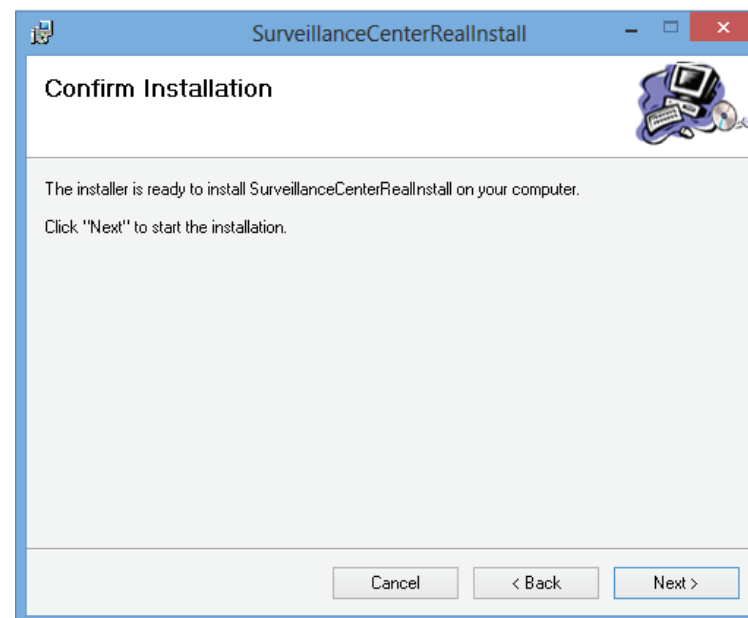 SurveillanceCenterRealInstall
Confirm Installation
The installer is ready to install SurveillanceCenterRealInstall on your computer.
Click "Next" to start the installation.
Cancel
< Back
Next >